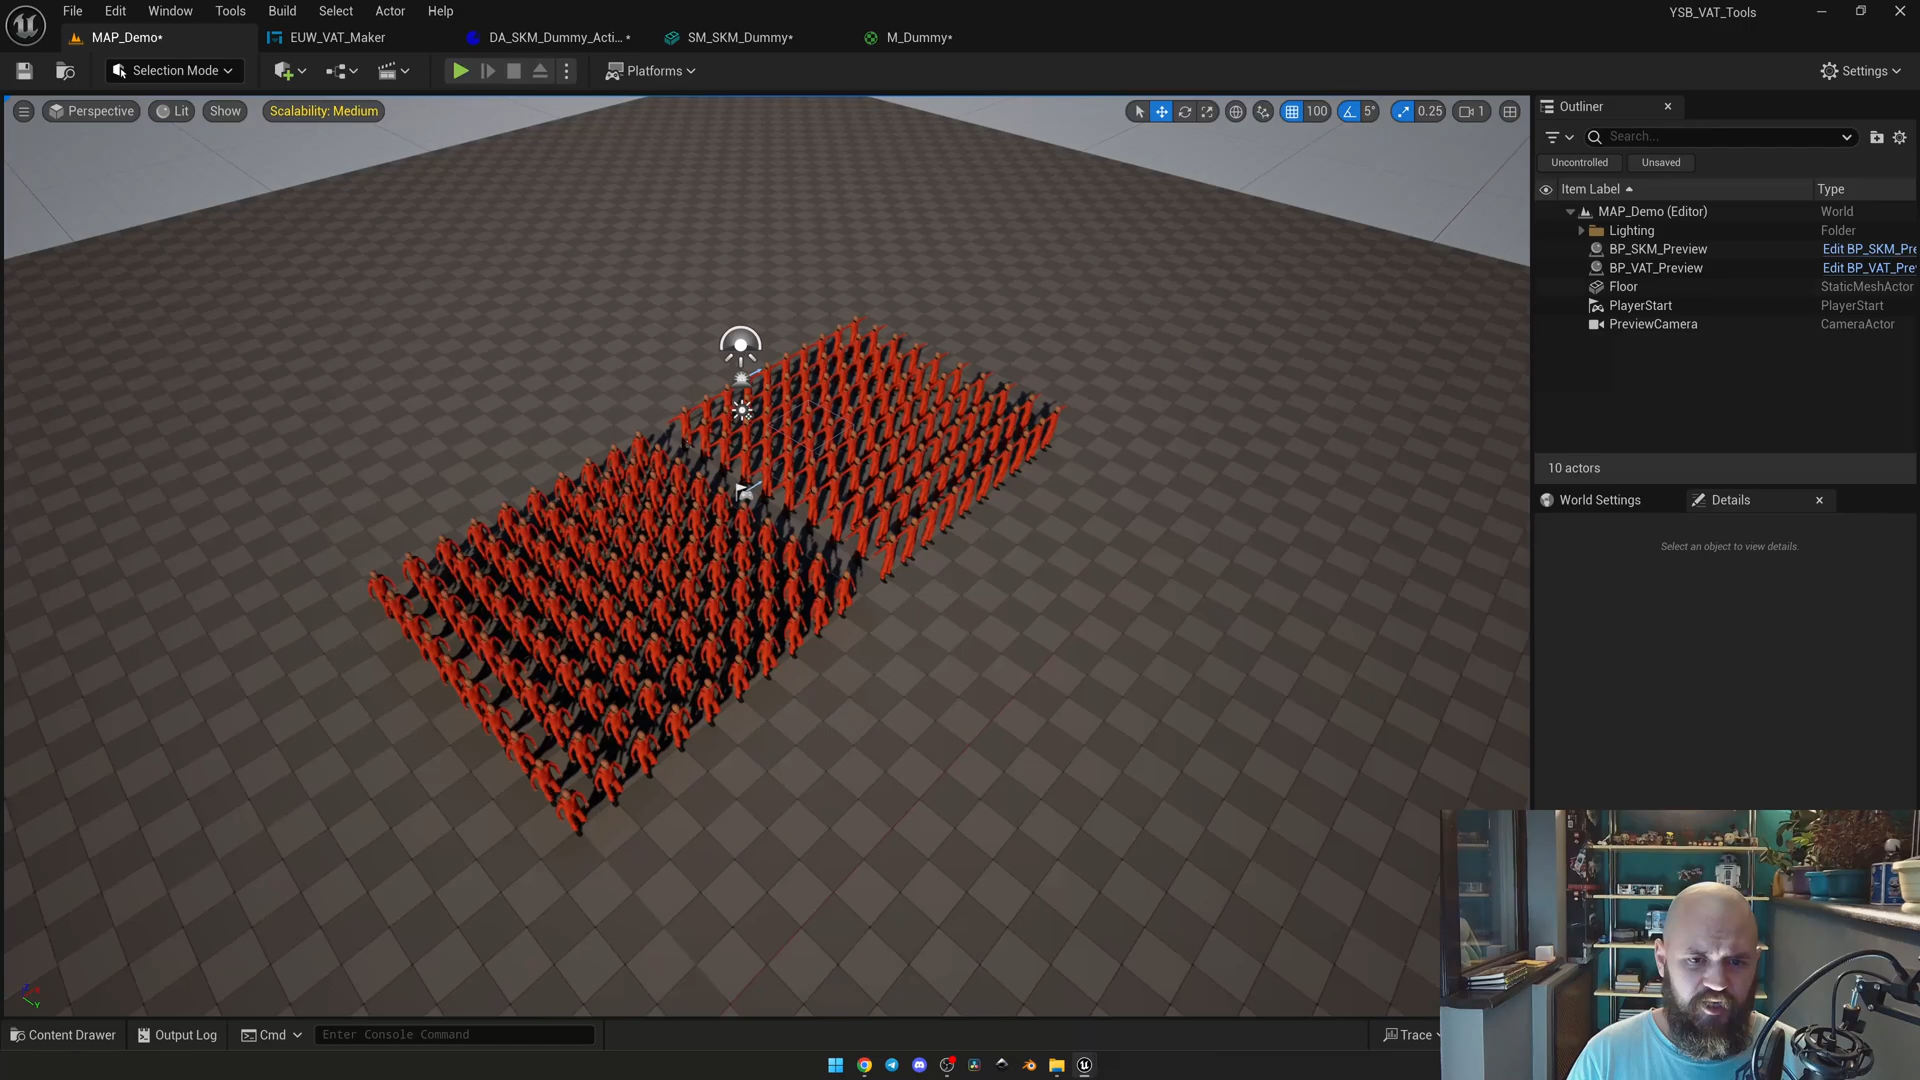 File Edit Window Tools Build Select Actor Help
YSB_VAT_Tools
MAP_Demo*
EUW_VAT_Maker
DA_SKM_Dummy_Acti... *
SM_SKM_Dummy*
M_Dummy*
Selection Mode
Platforms
Settings
Perspective
Lit
Show
Scalability: Medium
100
5°
0.25
1
Outliner
Search...
Uncontrolled
Unsaved
Item Label
Type
MAP_Demo (Editor)
World
Lighting
Folder
BP_SKM_Preview
Edit BP_SKM_Pre
BP_VAT_Preview
Edit BP_VAT_Pre
Floor
StaticMeshActor
PlayerStart
PlayerStart
PreviewCamera
CameraActor
10 actors
World Settings
Details
Select an object to view details.
Content Drawer
Output Log
Cmd
Enter Console Command
Trace